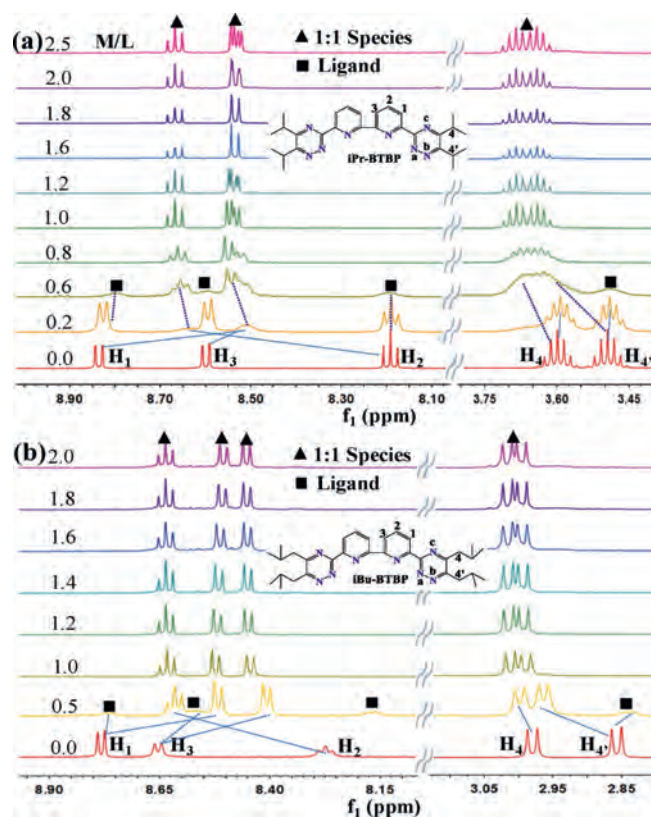 (a) M/L
▲ 1:1 Species
■ Ligand
2.5
2.0
1.8
1.6
1.2
1.0
0.8
0.6
0.2
0.0
3 2 1
c 4
a b 4'
iPr-BTBP
N N N N N N N N
H₁ H₃ H₂ H₄ H₄'
8.90 8.70 8.50 8.30 8.10 3.75 3.60 3.45
f₁ (ppm)
(b)
▲ 1:1 Species
■ Ligand
2.0
1.8
1.6
1.4
1.2
1.0
0.5
0.0
3 2 1
c 4
a b 4'
iBu-BTBP
N N N N N N N N
H₁ H₃ H₂ H₄ H₄'
8.90 8.65 8.40 8.15 3.05 2.95 2.85
f₁ (ppm)